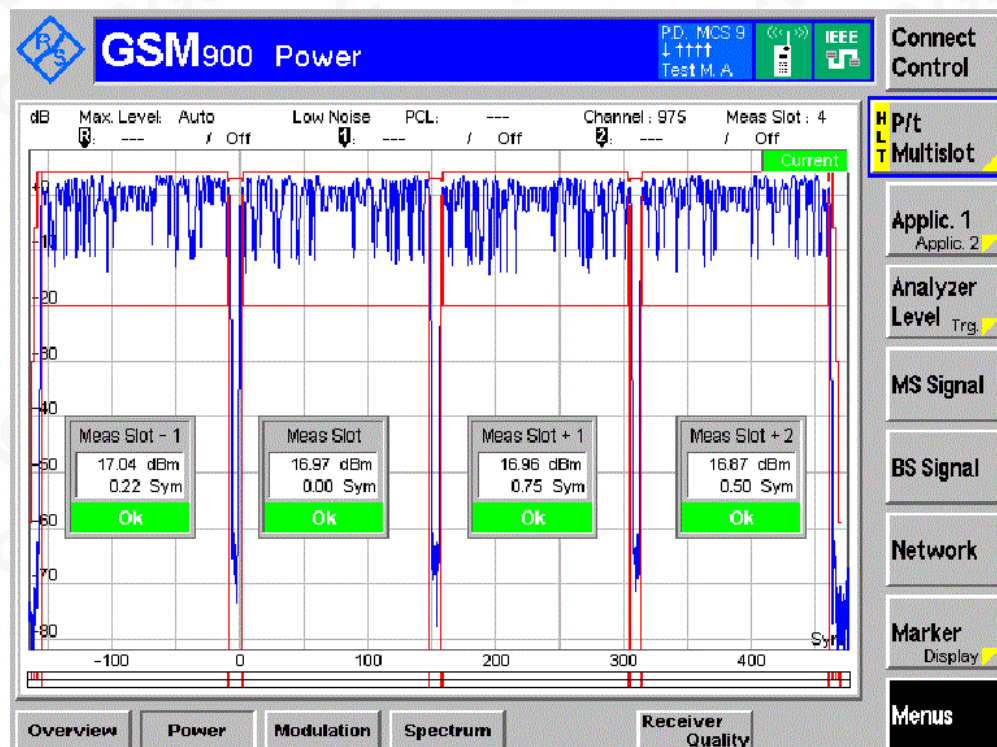 R/S
GSM900 Power
P.D. MCS 9
↓ ↑↑↑↑
Test M. A
IEEE
Connect
Control
dB Max. Level: Auto Low Noise PCL: --- Channel : 975 Meas Slot : 4
R: --- / Off 1: --- / Off 2: --- / Off
Current
H
L
T
P/t
Multislot
Applic. 1
Applic. 2
Analyzer
Level Trg.
MS Signal
BS Signal
Network
Marker
Display
Menus
+0
-10
-20
-30
-40
-50
-60
-70
-80
Meas Slot - 1
17.04 dBm
0.22 Sym
Ok
Meas Slot
16.97 dBm
0.00 Sym
Ok
Meas Slot + 1
16.96 dBm
0.75 Sym
Ok
Meas Slot + 2
16.87 dBm
0.50 Sym
Ok
Sym
-100 0 100 200 300 400
Overview
Power
Modulation
Spectrum
Receiver
Quality